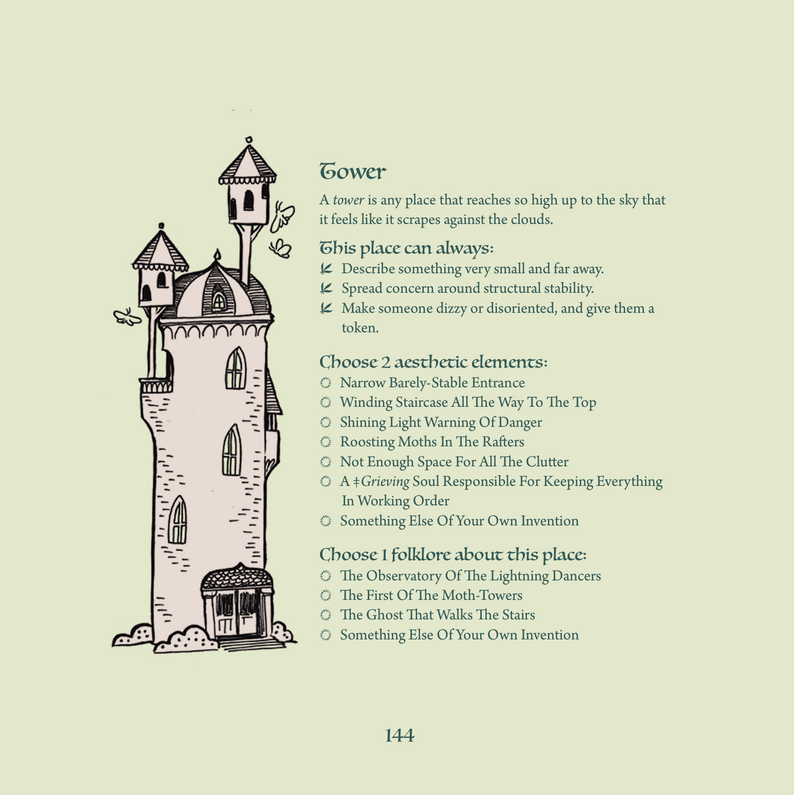 Tower
A tower is any place that reaches so high up to the sky that
it feels like it scrapes against the clouds.
This place can always:
Describe something very small and far away.
Spread concern around structural stability.
Make someone dizzy or disoriented, and give them a
token.
Choose 2 aesthetic elements:
Narrow Barely-Stable Entrance
Winding Staircase All The Way To The Top
Shining Light Warning Of Danger
Roosting Moths In The Rafters
Not Enough Space For All The Clutter
A ‡Grieving Soul Responsible For Keeping Everything
In Working Order
Something Else Of Your Own Invention
Choose 1 folklore about this place:
The Observatory Of The Lightning Dancers
The First Of The Moth-Towers
The Ghost That Walks The Stairs
Something Else Of Your Own Invention
144